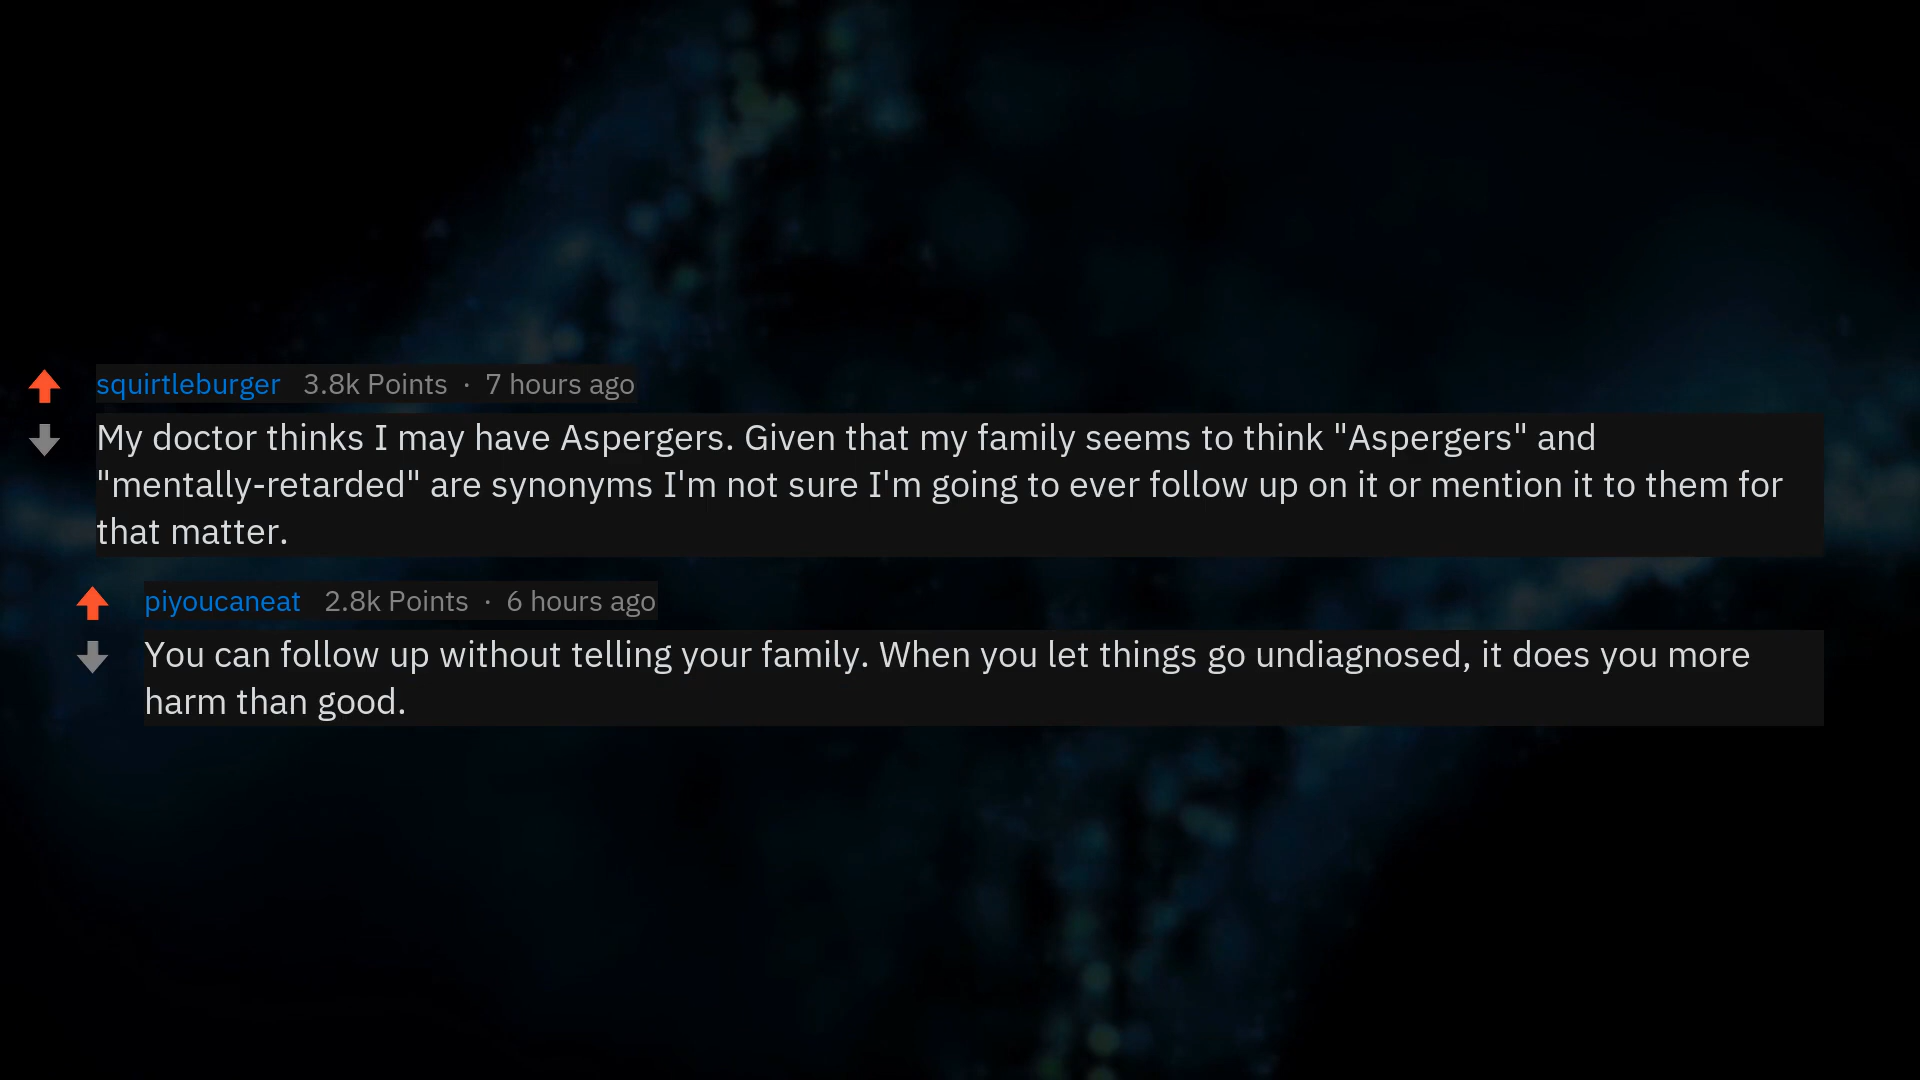 squirtleburger 3.8k Points · 7 hours ago
My doctor thinks I may have Aspergers. Given that my family seems to think "Aspergers" and
"mentally-retarded" are synonyms I'm not sure I'm going to ever follow up on it or mention it to them for
that matter.
piyoucaneat 2.8k Points · 6 hours ago
You can follow up without telling your family. When you let things go undiagnosed, it does you more
harm than good.